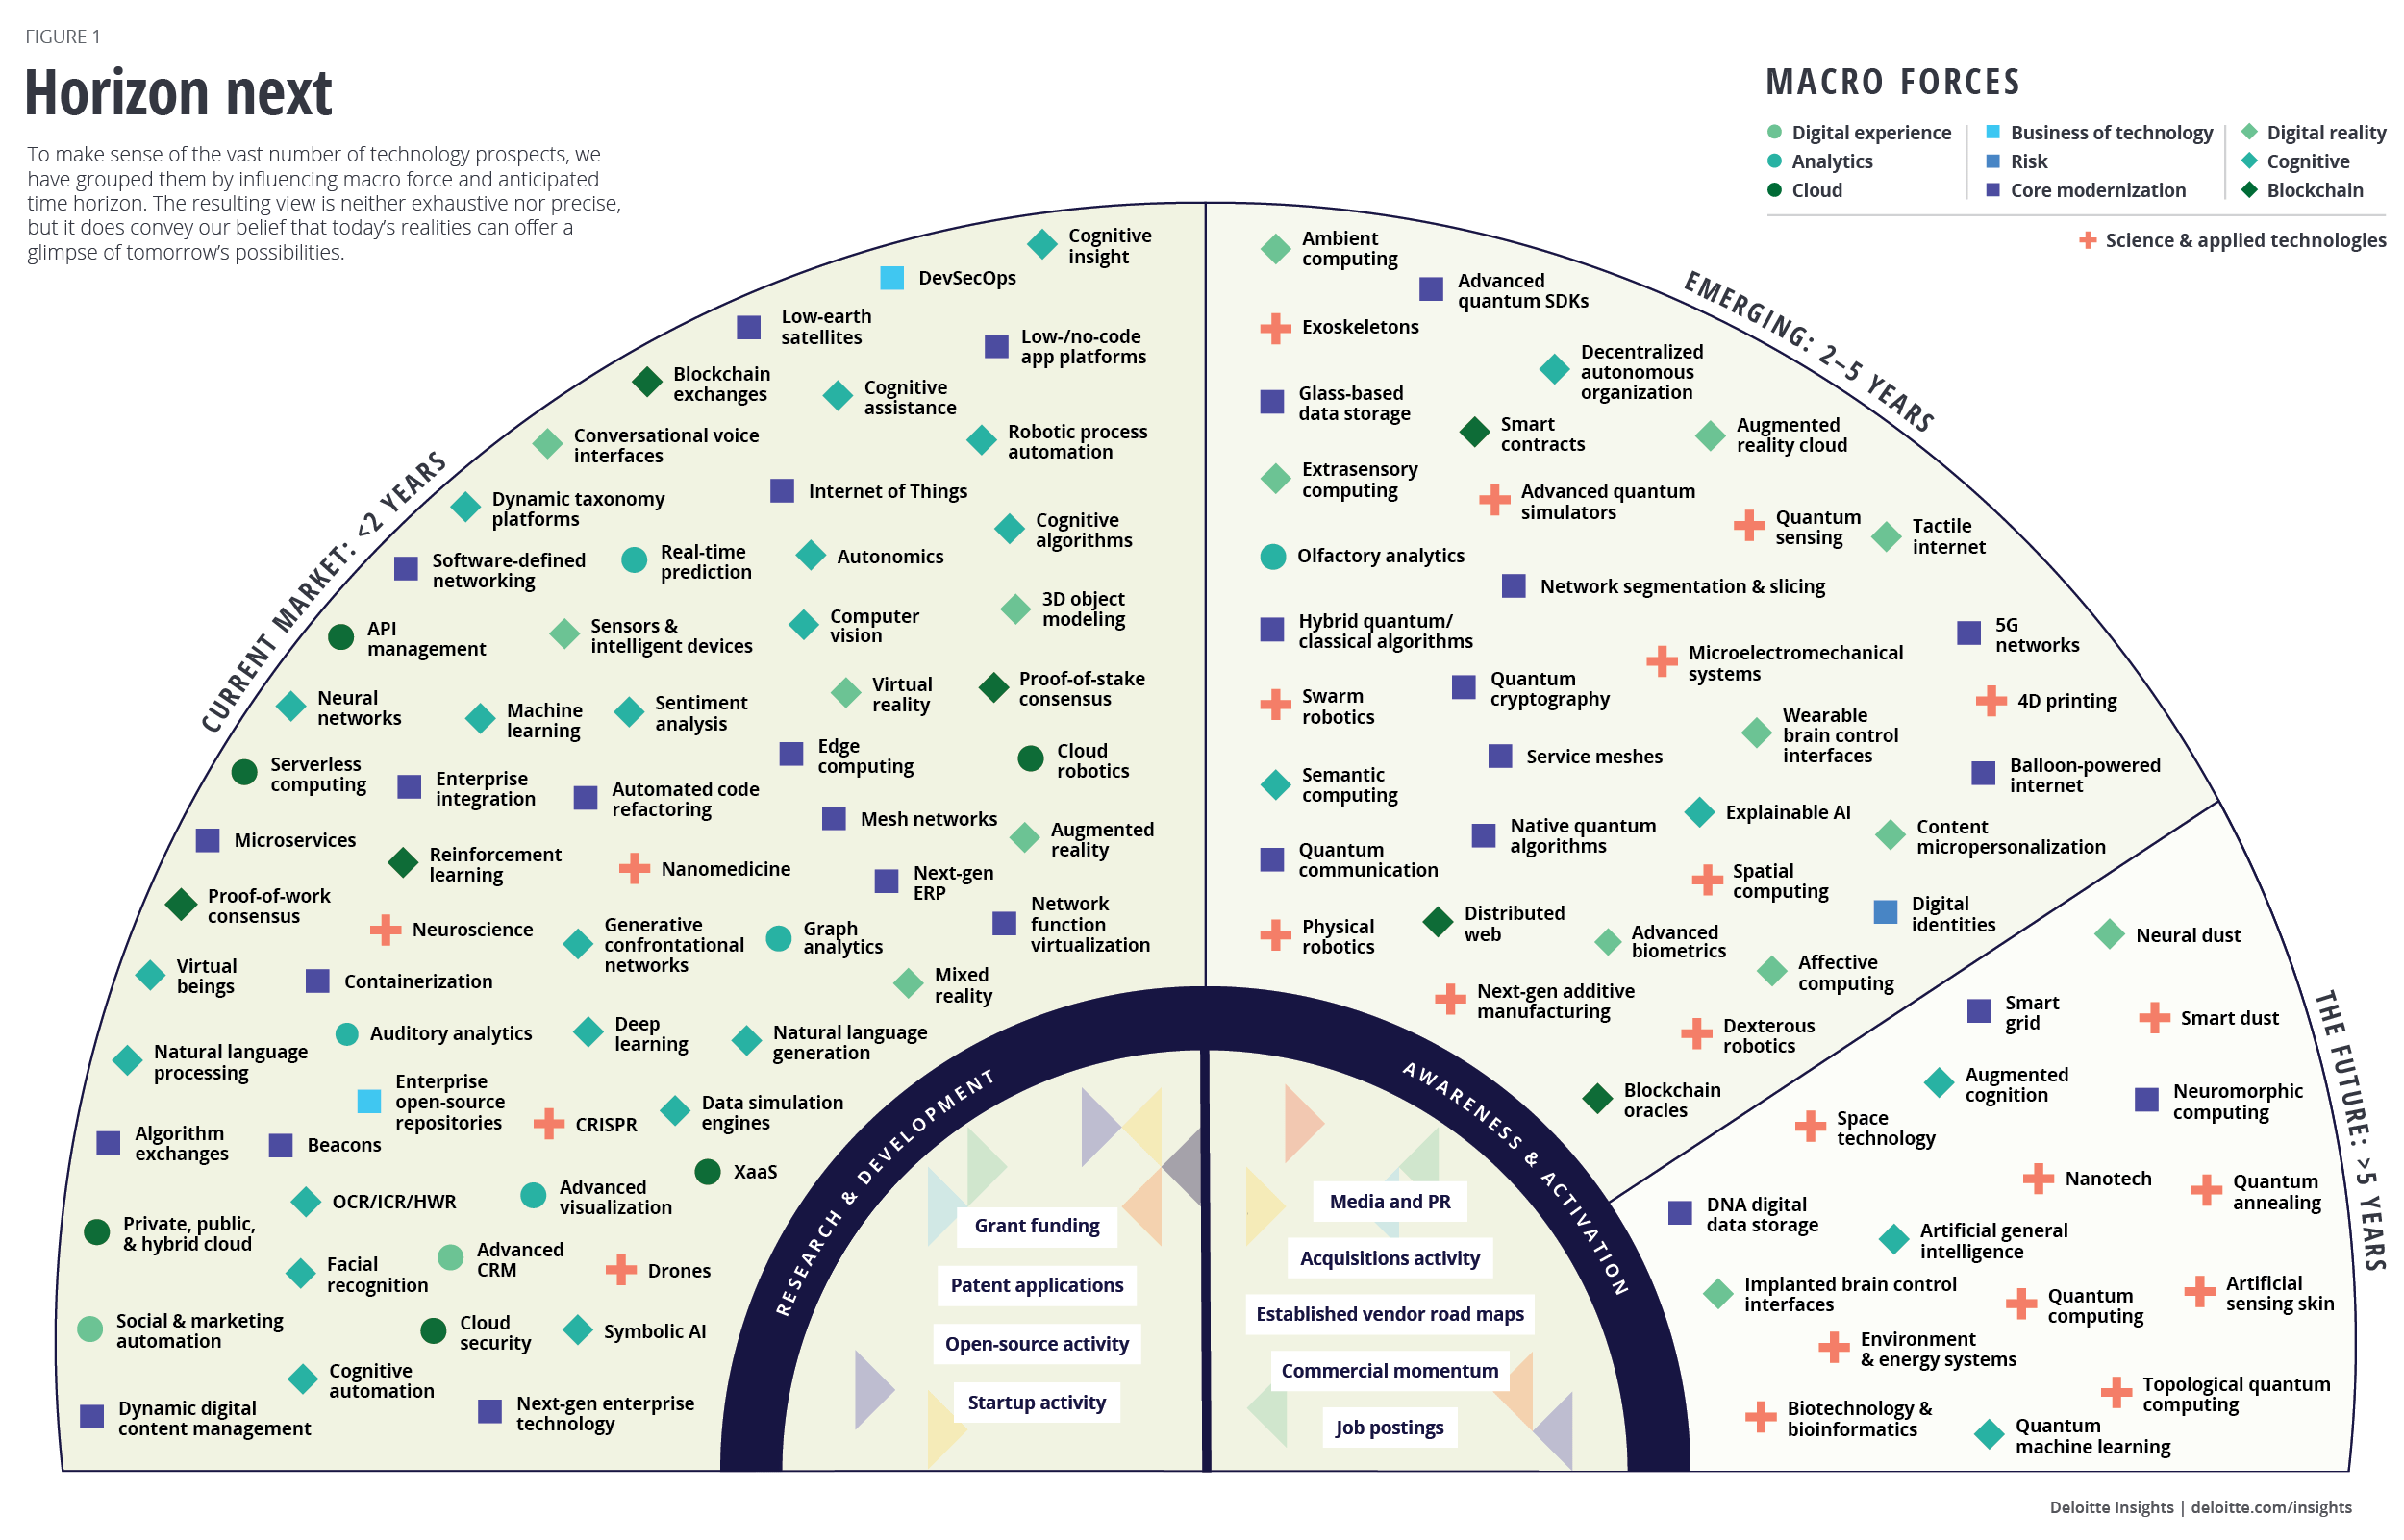 FIGURE 1
Horizon next
To make sense of the vast number of technology prospects, we
have grouped them by influencing macro force and anticipated
time horizon. The resulting view is neither exhaustive nor precise,
but it does convey our belief that today's realities can offer a
glimpse of tomorrow's possibilities.
MACRO FORCES
Digital experience
Analytics
Cloud
Business of technology
Risk
Core modernization
Digital reality
Cognitive
Blockchain
Science & applied technologies
CURRENT MARKET: <2 YEARS
Cognitive
insight
DevSecOps
Low-earth
satellites
Low-/no-code
app platforms
Blockchain
exchanges
Cognitive
assistance
Conversational voice
interfaces
Robotic process
automation
Dynamic taxonomy
platforms
Internet of Things
Cognitive
algorithms
Software-defined
networking
Real-time
prediction
Autonomics
API
management
Sensors &
intelligent devices
Computer
vision
3D object
modeling
Neural
networks
Machine
learning
Sentiment
analysis
Virtual
reality
Proof-of-stake
consensus
Serverless
computing
Enterprise
integration
Automated code
refactoring
Edge
computing
Cloud
robotics
Microservices
Mesh networks
Augmented
reality
Reinforcement
learning
Nanomedicine
Next-gen
ERP
Proof-of-work
consensus
Neuroscience
Generative
confrontational
networks
Graph
analytics
Network
function
virtualization
Virtual
beings
Containerization
Mixed
reality
Natural language
processing
Auditory analytics
Deep
learning
Natural language
generation
Enterprise
open-source
repositories
CRISPR
Data simulation
engines
Algorithm
exchanges
Beacons
XaaS
OCR/ICR/HWR
Advanced
visualization
Private, public,
& hybrid cloud
Facial
recognition
Advanced
CRM
Drones
Social & marketing
automation
Cloud
security
Symbolic AI
Cognitive
automation
Dynamic digital
content management
Next-gen enterprise
technology
EMERGING: 2–5 YEARS
Ambient
computing
Advanced
quantum SDKs
Exoskeletons
Decentralized
autonomous
organization
Glass-based
data storage
Smart
contracts
Augmented
reality cloud
Extrasensory
computing
Advanced quantum
simulators
Quantum
sensing
Tactile
internet
Olfactory analytics
Network segmentation & slicing
Hybrid quantum/
classical algorithms
5G
networks
Microelectromechanical
systems
Quantum
cryptography
Swarm
robotics
4D printing
Wearable
brain control
interfaces
Service meshes
Semantic
computing
Balloon-powered
internet
Explainable AI
Native quantum
algorithms
Content
micropersonalization
Quantum
communication
Spatial
computing
Digital
identities
Physical
robotics
Distributed
web
Advanced
biometrics
Affective
computing
Next-gen additive
manufacturing
Dexterous
robotics
Blockchain
oracles
THE FUTURE: >5 YEARS
Neural dust
Smart
grid
Smart dust
Augmented
cognition
Neuromorphic
computing
Space
technology
Nanotech
Quantum
annealing
DNA digital
data storage
Artificial general
intelligence
Implanted brain control
interfaces
Quantum
computing
Artificial
sensing skin
Environment
& energy systems
Topological quantum
computing
Biotechnology &
bioinformatics
Quantum
machine learning
RESEARCH & DEVELOPMENT
Grant funding
Patent applications
Open-source activity
Startup activity
AWARENESS & ACTIVATION
Media and PR
Acquisitions activity
Established vendor road maps
Commercial momentum
Job postings
Deloitte Insights | deloitte.com/insights